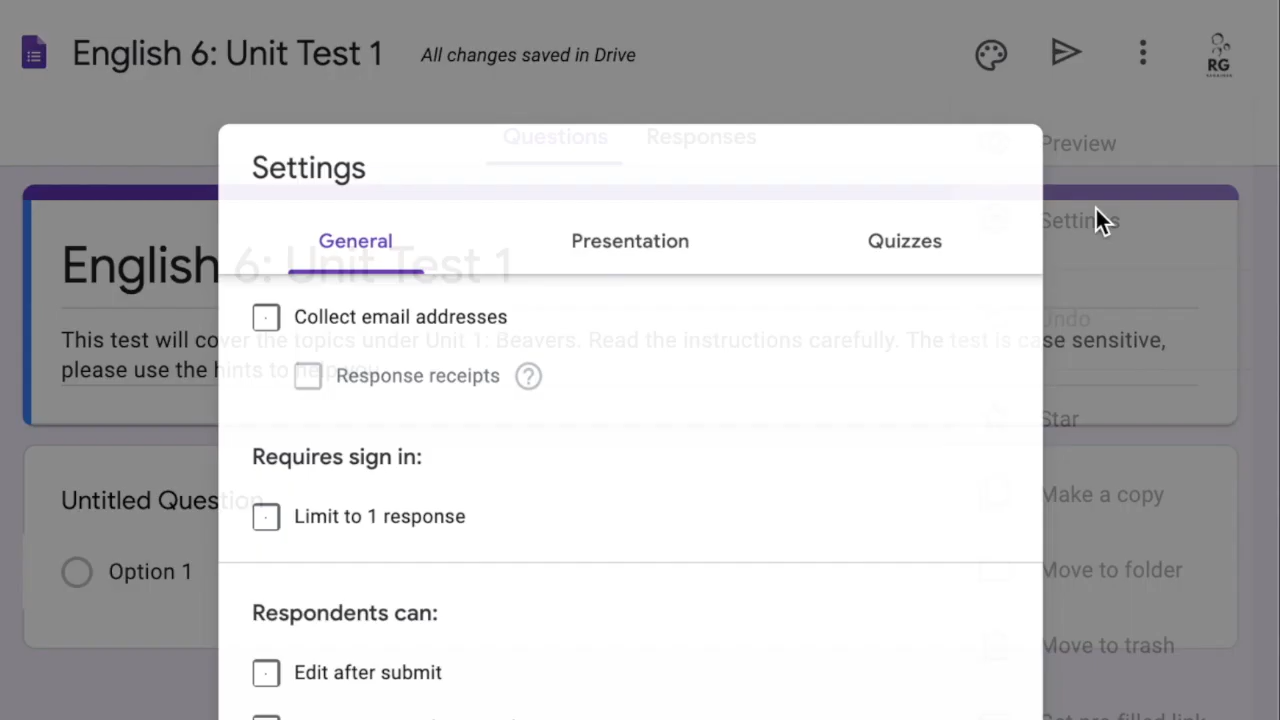 English 6: Unit Test 1 All changes saved in Drive
RG
Questions Responses
Preview
Settings
Settings
General Presentation Quizzes
English 6: Unit Test 1
Collect email addresses
Undo
This test will cover the topics under Unit 1: Beavers. Read the instructions carefully. The test is case sensitive,
please use the hints to help you.
Response receipts ?
Star
Requires sign in:
Make a copy
Untitled Question
Limit to 1 response
Option 1
Move to folder
Respondents can:
Move to trash
Edit after submit